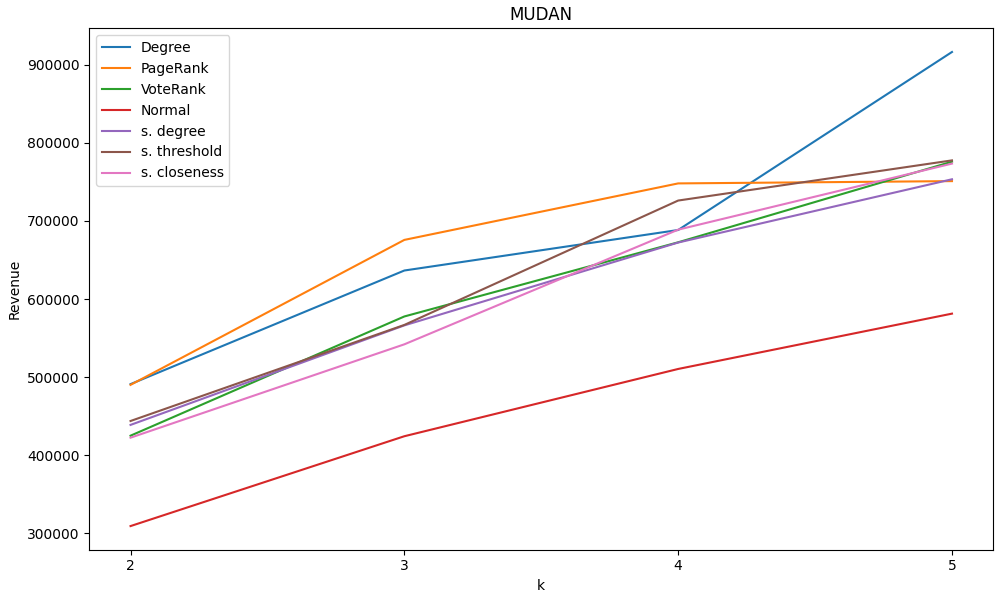 MUDAN
Degree
PageRank
VoteRank
Normal
s. degree
s. threshold
s. closeness
900000
800000
700000
600000
500000
400000
300000
Revenue
2 3 4 5
k